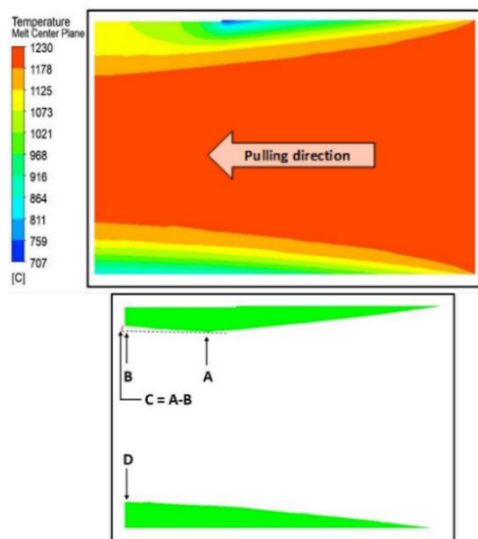 Temperature
Melt Center Plane
1230
1178
1125
1073
1021
968
916
864
811
759
707
[C]
Pulling direction
B
A
C = A-B
D